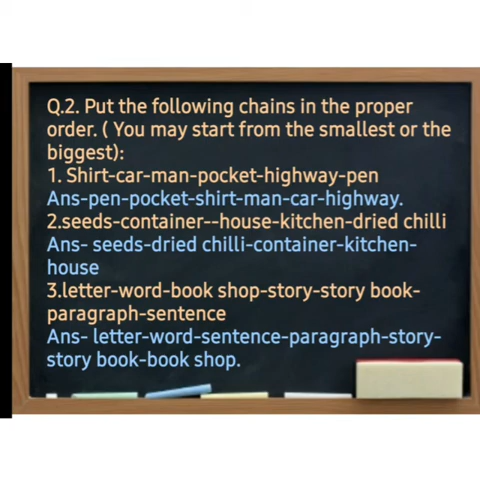 Q.2. Put the following chains in the proper
order. ( You may start from the smallest or the
biggest):
1. Shirt-car-man-pocket-highway-pen
Ans-pen-pocket-shirt-man-car-highway.
2.seeds-container--house-kitchen-dried chilli
Ans- seeds-dried chilli-container-kitchen-
house
3.letter-word-book shop-story-story book-
paragraph-sentence
Ans- letter-word-sentence-paragraph-story-
story book-book shop.